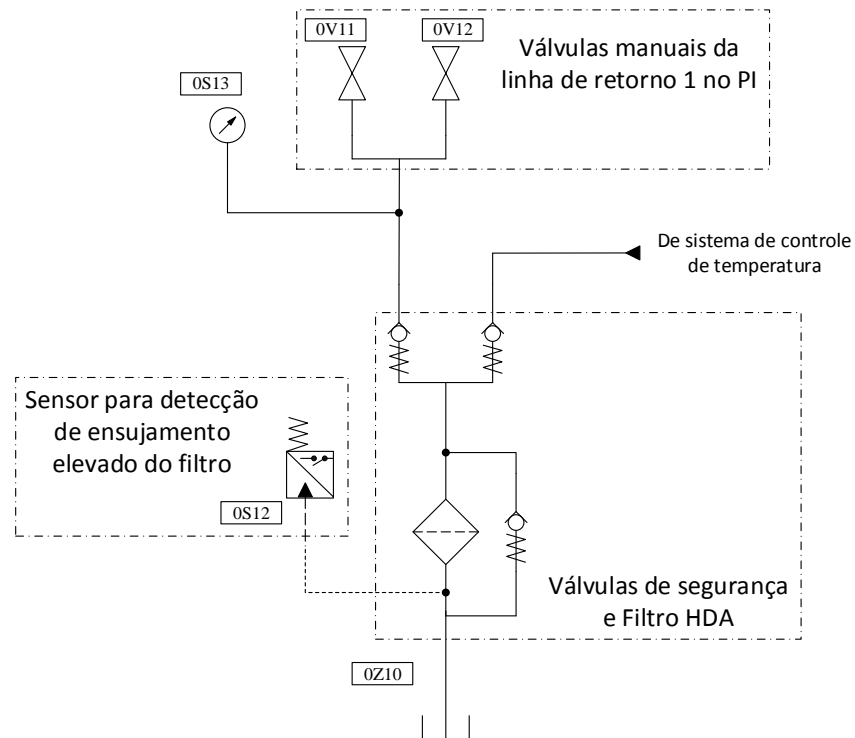 0V11
0V12
Válvulas manuais da
linha de retorno 1 no PI
0S13
De sistema de controle
de temperatura
Sensor para detecção
de ensujamento
elevado do filtro
0S12
Válvulas de segurança
e Filtro HDA
0Z10